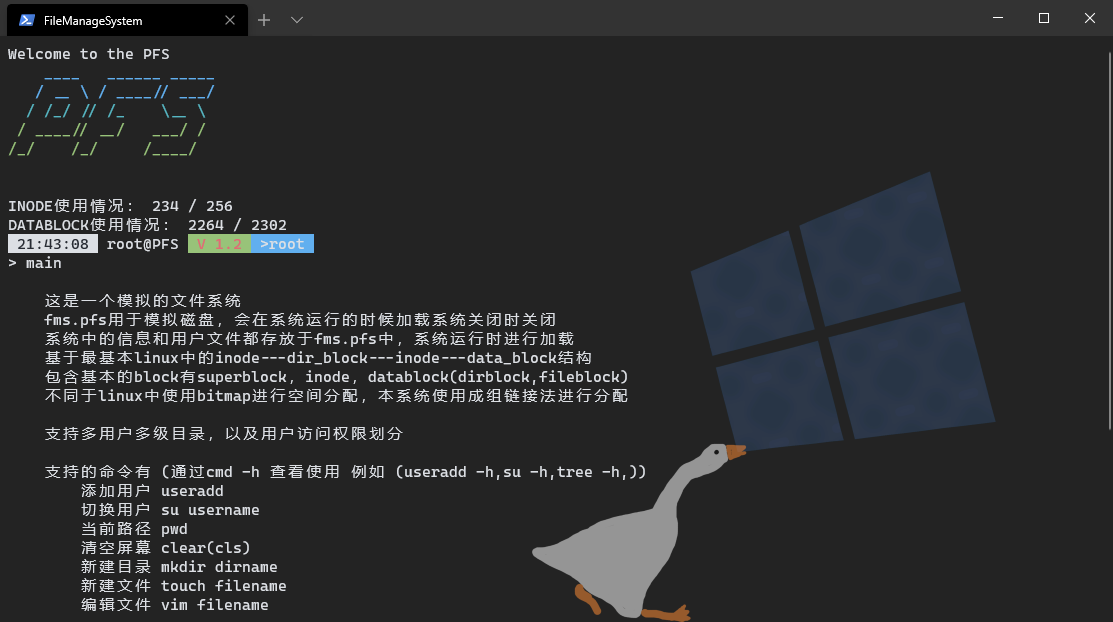 FileManageSystem
Welcome to the PFS
PFS
INODE使用情况： 234 / 256
DATABLOCK使用情况： 2264 / 2302
21:43:08 root@PFS V 1.2 >root
> main
这是一个模拟的文件系统
fms.pfs用于模拟磁盘，会在系统运行的时候加载系统关闭时关闭
系统中的信息和用户文件都存放于fms.pfs中，系统运行时进行加载
基于最基本linux中的inode---dir_block---inode---data_block结构
包含基本的block有superblock，inode，datablock(dirblock,fileblock)
不同于linux中使用bitmap进行空间分配，本系统使用成组链接法进行分配
支持多用户多级目录，以及用户访问权限划分
支持的命令有 (通过cmd -h 查看使用 例如 (useradd -h,su -h,tree -h,))
添加用户 useradd
切换用户 su username
当前路径 pwd
清空屏幕 clear(cls)
新建目录 mkdir dirname
新建文件 touch filename
编辑文件 vim filename